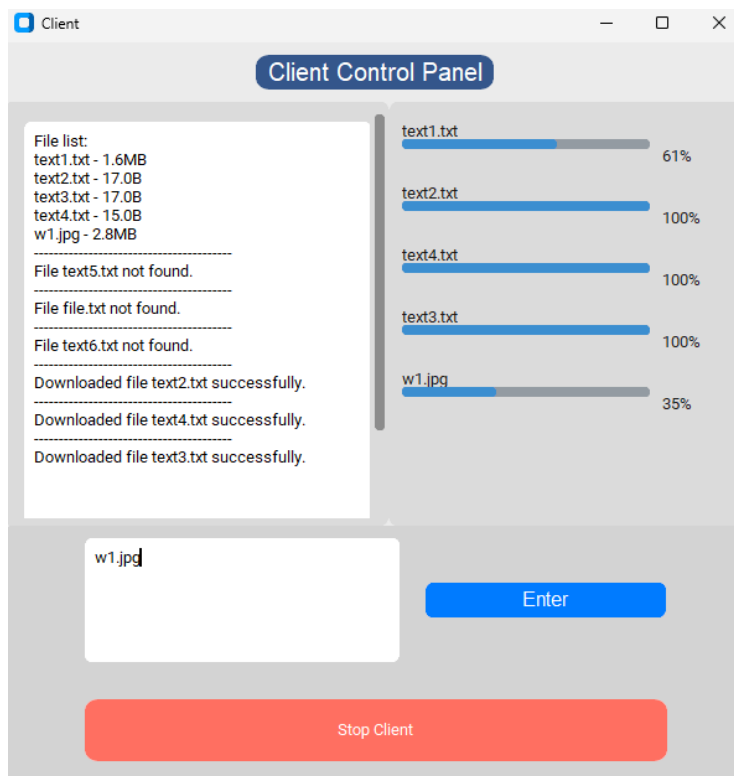 Client
Client Control Panel
File list:
text1.txt - 1.6MB
text2.txt - 17.0B
text3.txt - 17.0B
text4.txt - 15.0B
w1.jpg - 2.8MB
----------------------------------------
File text5.txt not found.
----------------------------------------
File file.txt not found.
----------------------------------------
File text6.txt not found.
----------------------------------------
Downloaded file text2.txt successfully.
----------------------------------------
Downloaded file text4.txt successfully.
----------------------------------------
Downloaded file text3.txt successfully.
text1.txt
61%
text2.txt
100%
text4.txt
100%
text3.txt
100%
w1.jpg
35%
w1.jpg
Enter
Stop Client